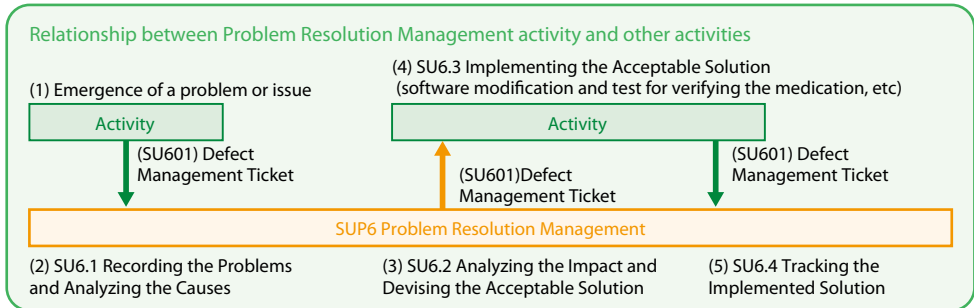 Relationship between Problem Resolution Management activity and other activities
(1) Emergence of a problem or issue
Activity
(SU601) Defect
Management Ticket
(4) SU6.3 Implementing the Acceptable Solution
(software modification and test for verifying the medication, etc)
Activity
(SU601)Defect
Management Ticket
(SU601) Defect
Management Ticket
SUP6 Problem Resolution Management
(2) SU6.1 Recording the Problems
and Analyzing the Causes
(3) SU6.2 Analyzing the Impact and
Devising the Acceptable Solution
(5) SU6.4 Tracking the
Implemented Solution